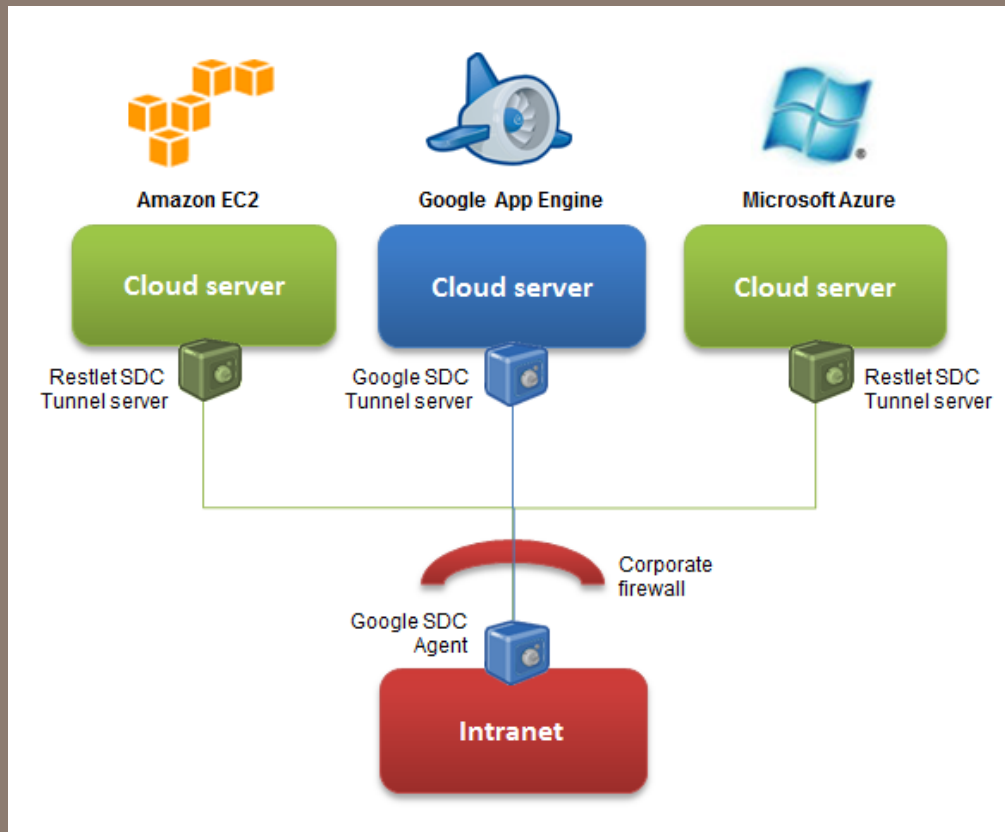 Amazon EC2
Google App Engine
Microsoft Azure
®
Cloud server
Cloud server
Cloud server
Restlet SDC
Tunnel server
Google SDC
Tunnel server
Restlet SDC
Tunnel server
Corporate
firewall
Google SDC
Agent
Intranet